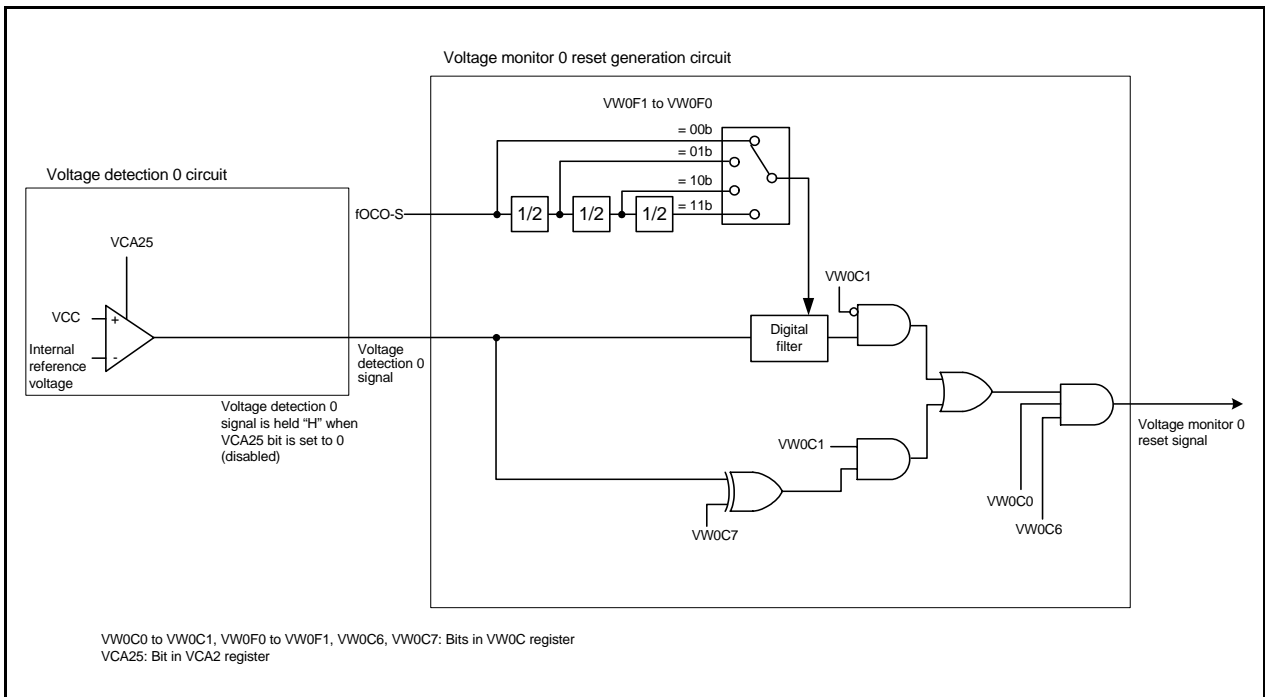 Voltage monitor 0 reset generation circuit
VW0F1 to VW0F0
= 00b
= 01b
= 10b
= 11b
Voltage detection 0 circuit
fOCO-S
1/2
1/2
1/2
VCA25
VCC
+
-
Internal
reference
voltage
Voltage
detection 0
signal
Voltage detection 0
signal is held “H” when
VCA25 bit is set to 0
(disabled)
Digital
filter
VW0C1
VW0C1
VW0C7
VW0C0
VW0C6
Voltage monitor 0
reset signal
VW0C0 to VW0C1, VW0F0 to VW0F1, VW0C6, VW0C7: Bits in VW0C register
VCA25: Bit in VCA2 register